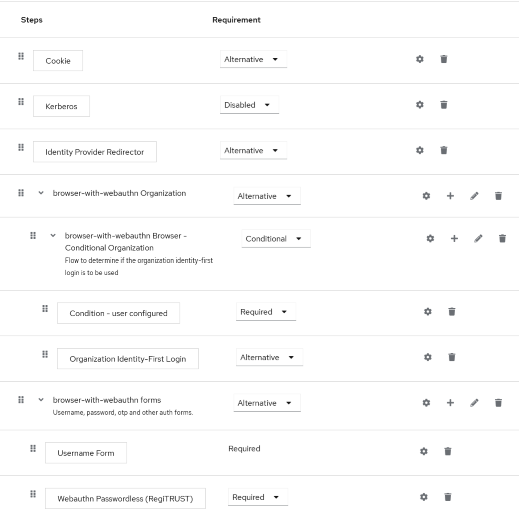 Steps Requirement
Cookie Alternative
Kerberos Disabled
Identity Provider Redirector Alternative
browser-with-webauthn Organization Alternative
browser-with-webauthn Browser - Conditional
Conditional Organization
Flow to determine if the organization identity-first
login is to be used
Condition - user configured Required
Organization Identity-First Login Alternative
browser-with-webauthn forms Alternative
Username, password, otp and other auth forms.
Username Form Required
Webauthn Passwordless (RegiTRUST) Required